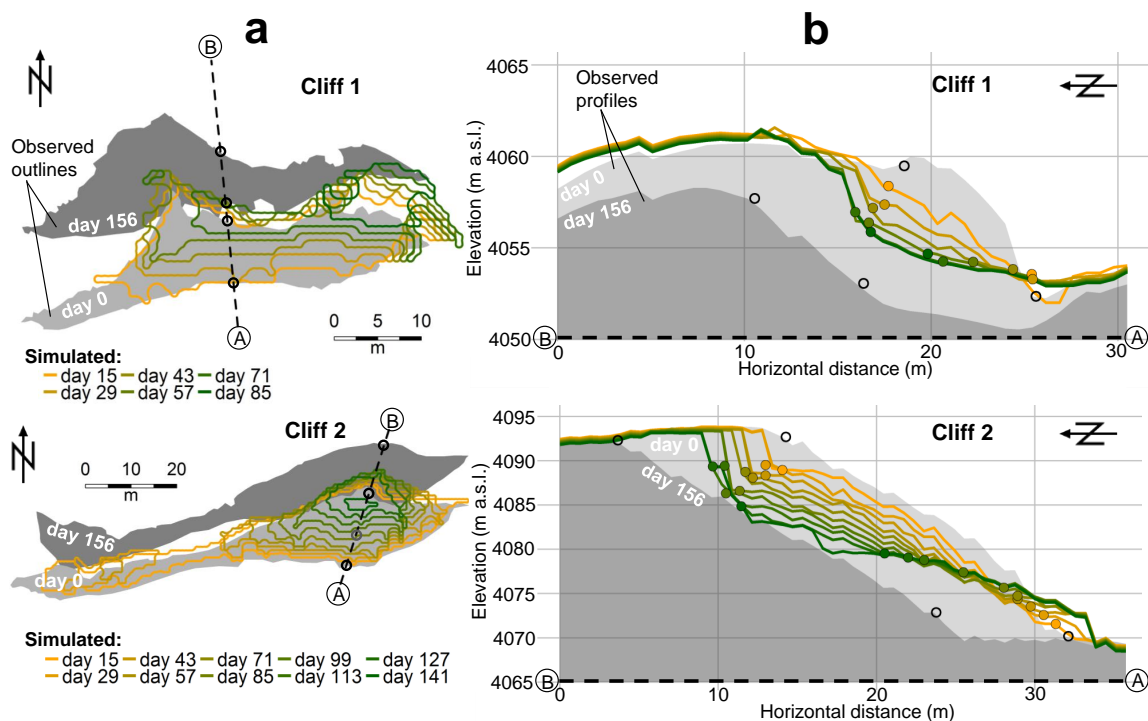 a
b
N
B
Cliff 1
Observed
outlines
day 156
day 0
A
0 5 10
m
Simulated:
day 15 day 43 day 71
day 29 day 57 day 85
N
B
Cliff 2
0 10 20
m
day 156
day 0
A
Simulated:
day 15 day 43 day 71 day 99 day 127
day 29 day 57 day 85 day 113 day 141
Elevation (m a.s.l.)
4065
4060
4055
4050
Observed
profiles
Cliff 1
N
day 0
day 156
B
A
0 10 20 30
Horizontal distance (m)
Elevation (m a.s.l.)
4095
4090
4085
4080
4075
4070
4065
Cliff 2
N
day 0
day 156
B
A
0 10 20 30
Horizontal distance (m)